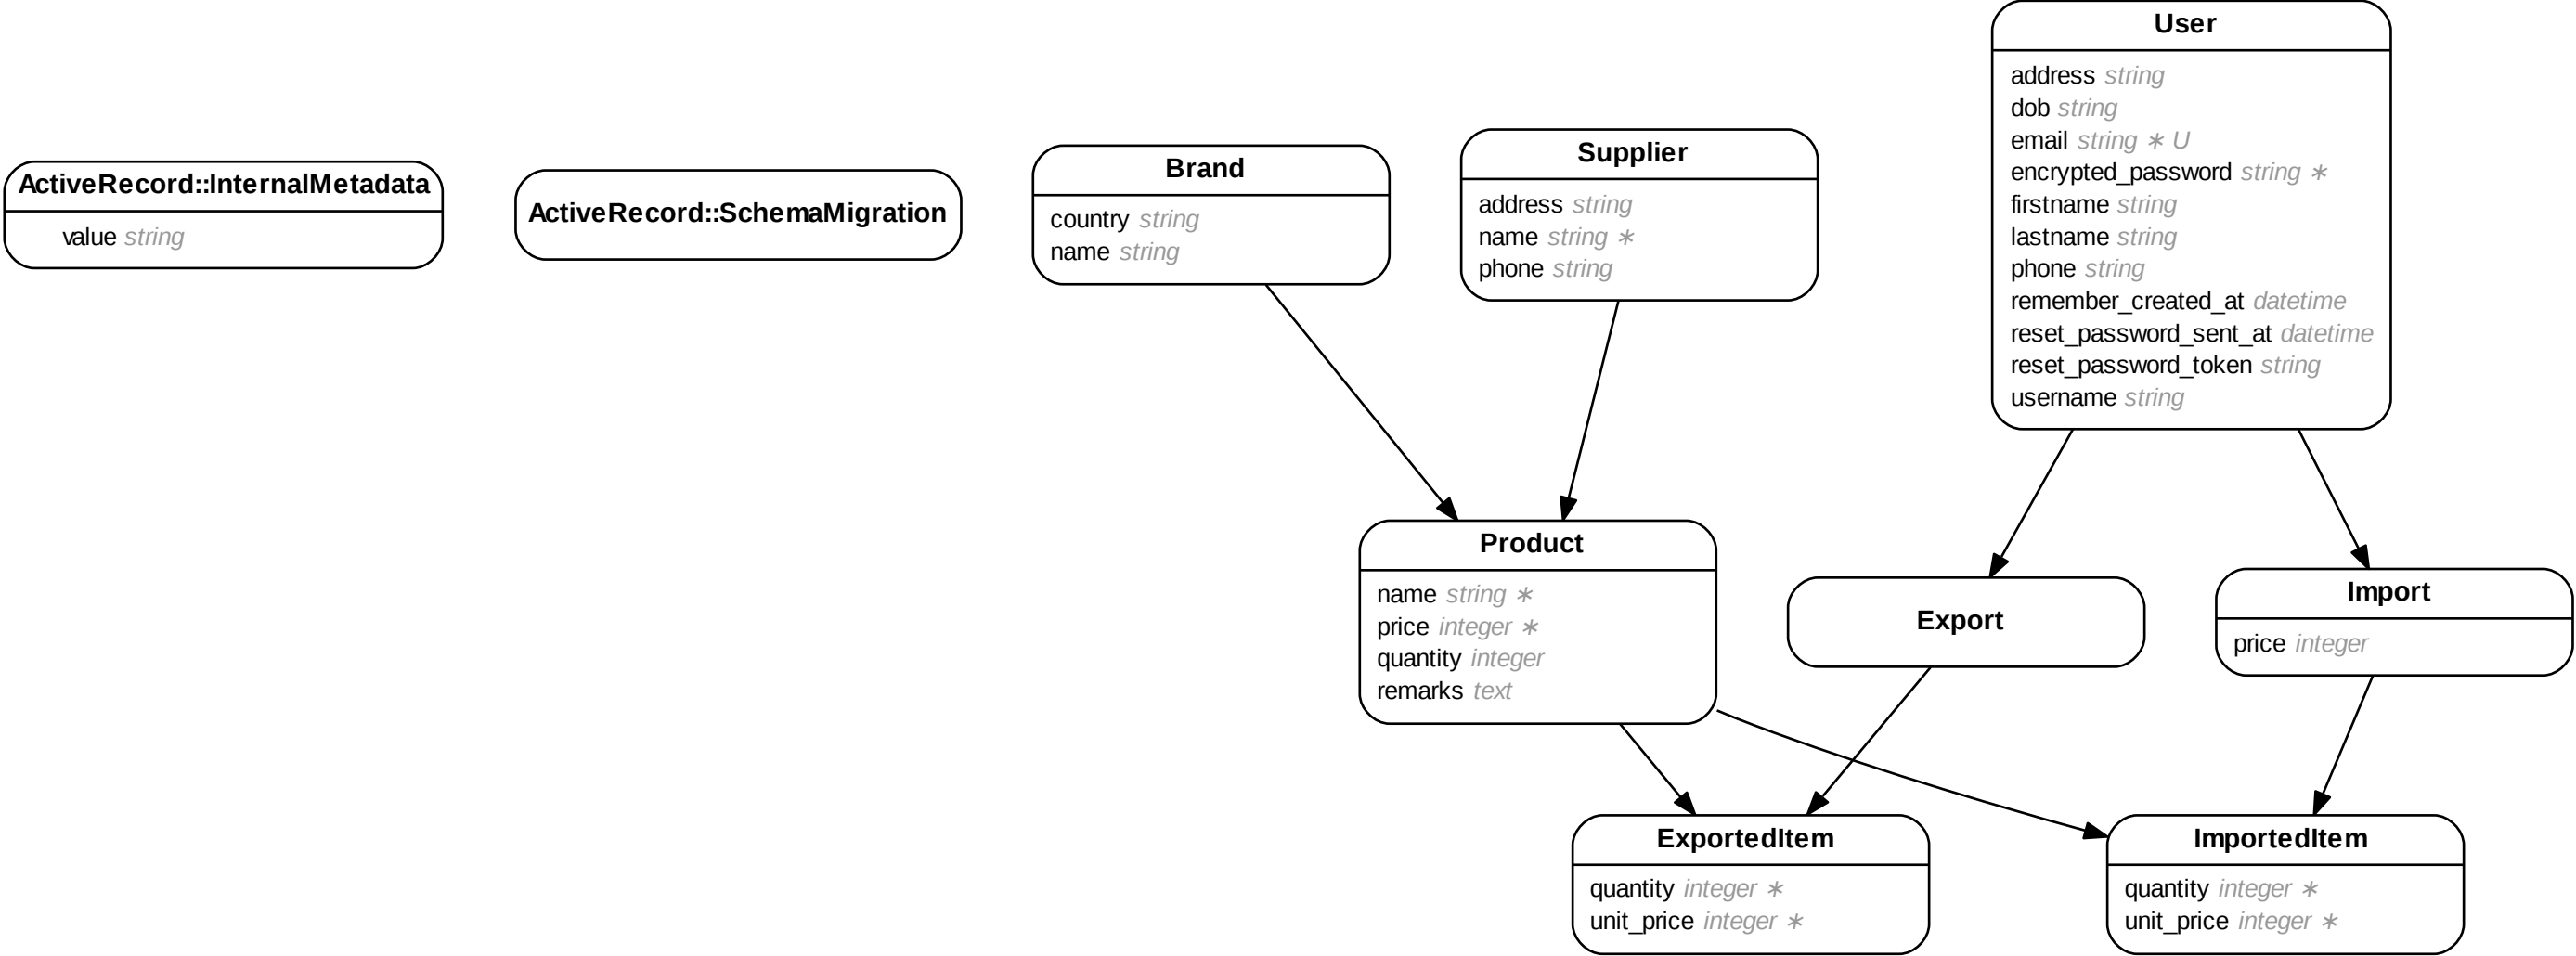 ActiveRecord::InternalMetadata
value string
ActiveRecord::SchemaMigration
Brand
country string
name string
Supplier
address string
name string ∗
phone string
User
address string
dob string
email string ∗ U
encrypted_password string ∗
firstname string
lastname string
phone string
remember_created_at datetime
reset_password_sent_at datetime
reset_password_token string
username string
Product
name string ∗
price integer ∗
quantity integer
remarks text
Export
Import
price integer
ExportedItem
quantity integer ∗
unit_price integer ∗
ImportedItem
quantity integer ∗
unit_price integer ∗